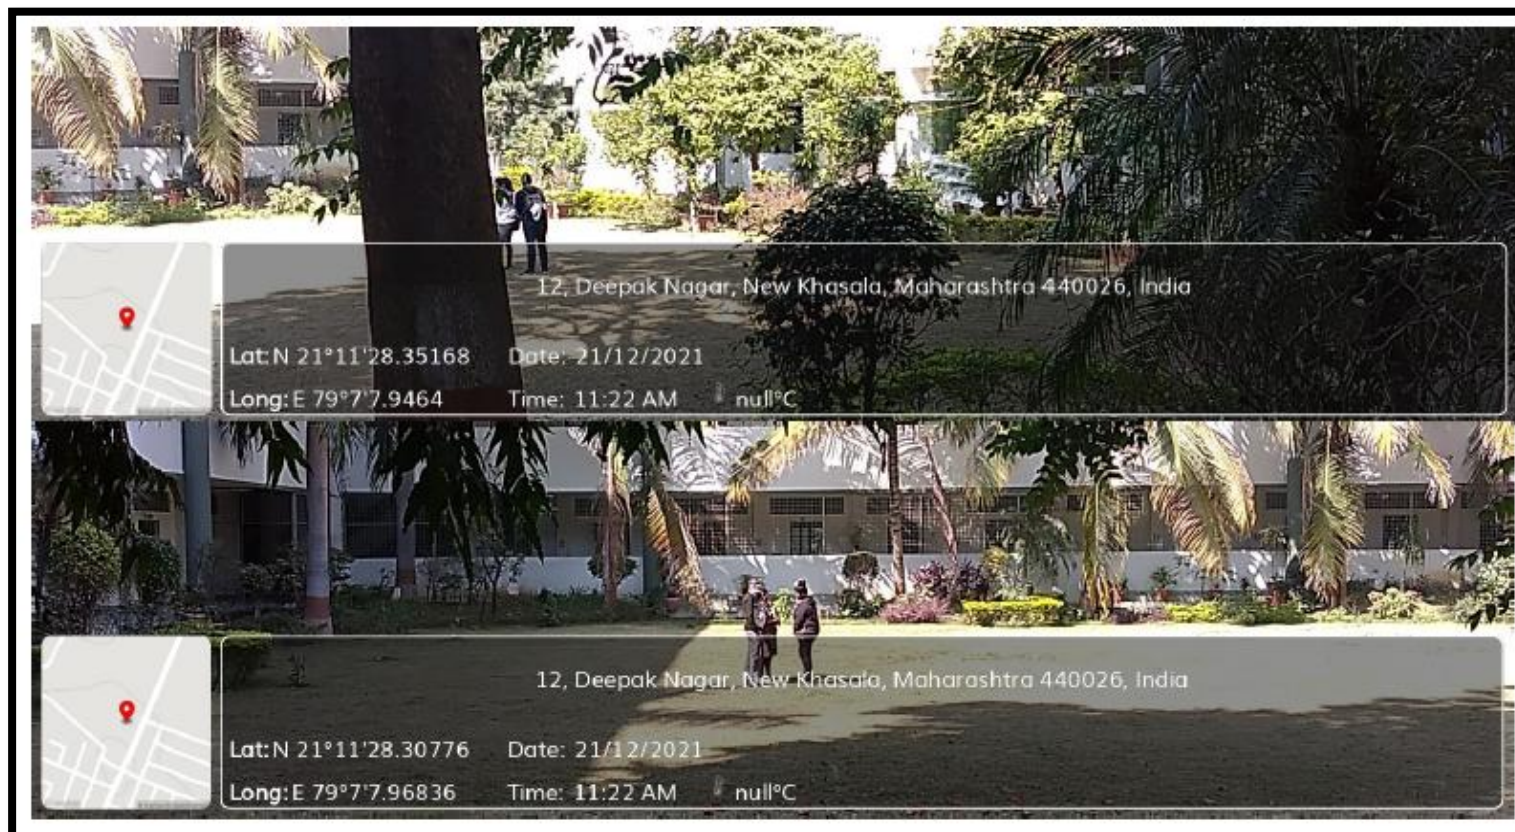 12, Deepak Nagar, New Khasala, Maharashtra 440026, India
Lat: N 21°11'28.35168 Date: 21/12/2021
Long: E 79°7'7.9464 Time: 11:22 AM null°C
12, Deepak Nagar, New Khasala, Maharashtra 440026, India
Lat: N 21°11'28.30776 Date: 21/12/2021
Long: E 79°7'7.96836 Time: 11:22 AM null°C